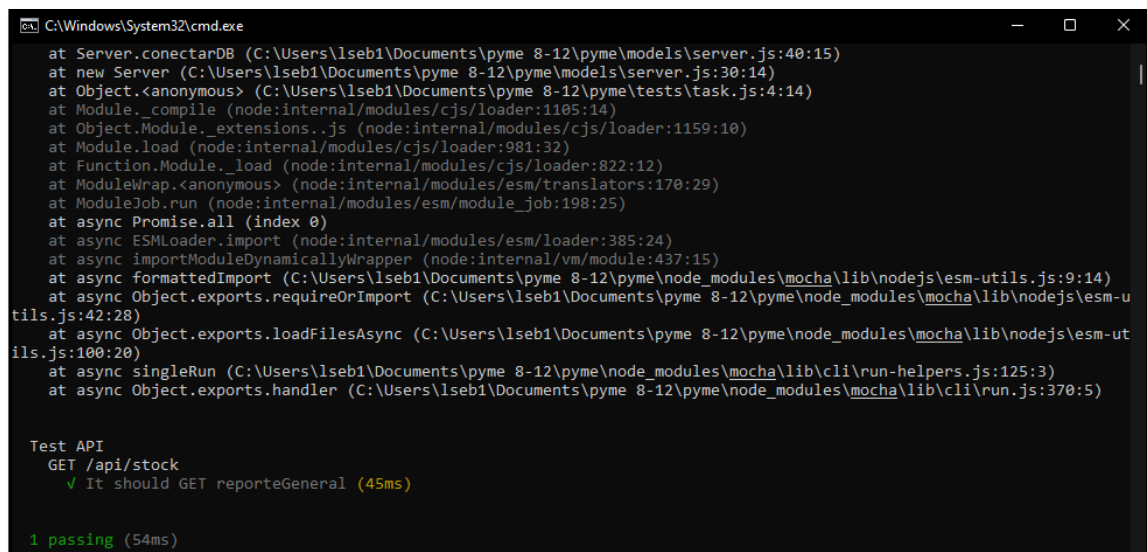 C:\Windows\System32\cmd.exe
at Server.conectarDB (C:\Users\lseb1\Documents\pyme 8-12\pyme\models\server.js:40:15)
at new Server (C:\Users\lseb1\Documents\pyme 8-12\pyme\models\server.js:30:14)
at Object.<anonymous> (C:\Users\lseb1\Documents\pyme 8-12\pyme\tests\task.js:4:14)
at Module._compile (node:internal/modules/cjs/loader:1105:14)
at Object.Module._extensions..js (node:internal/modules/cjs/loader:1159:10)
at Module.load (node:internal/modules/cjs/loader:981:32)
at Function.Module._load (node:internal/modules/cjs/loader:822:12)
at ModuleWrap.<anonymous> (node:internal/modules/esm/translators:170:29)
at ModuleJob.run (node:internal/modules/esm/module_job:198:25)
at async Promise.all (index 0)
at async ESMLoader.import (node:internal/modules/esm/loader:385:24)
at async importModuleDynamicallyWrapper (node:internal/vm/module:437:15)
at async formattedImport (C:\Users\lseb1\Documents\pyme 8-12\pyme\node_modules\mocha\lib\nodejs\esm-utils.js:9:14)
at async Object.exports.requireOrImport (C:\Users\lseb1\Documents\pyme 8-12\pyme\node_modules\mocha\lib\nodejs\esm-u
tils.js:42:28)
at async Object.exports.loadFilesAsync (C:\Users\lseb1\Documents\pyme 8-12\pyme\node_modules\mocha\lib\nodejs\esm-ut
ils.js:100:20)
at async singleRun (C:\Users\lseb1\Documents\pyme 8-12\pyme\node_modules\mocha\lib\cli\run-helpers.js:125:3)
at async Object.exports.handler (C:\Users\lseb1\Documents\pyme 8-12\pyme\node_modules\mocha\lib\cli\run.js:370:5)
Test API
GET /api/stock
√ It should GET reporteGeneral (45ms)
1 passing (54ms)